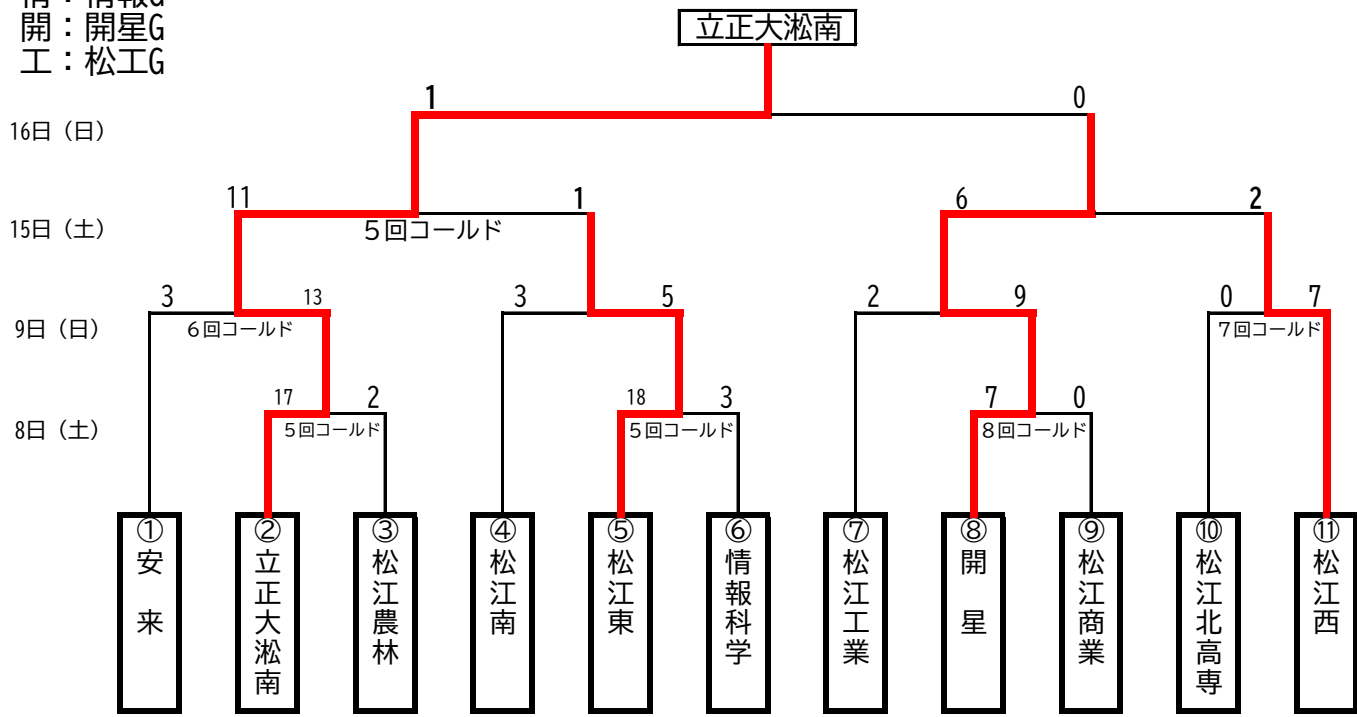 情：情報G
開：開星G
工：松工G
立正大淞南
1 0
16日（日）
11 1 6 2
15日（土）
5回コールド
3 13 3 5 2 9 0 7
9日（日）
6回コールド 7回コールド
17 2 18 3 7 0
8日（土）
5回コールド 5回コールド 8回コールド
①安来
②立正大淞南
③松江農林
④松江南
⑤松江東
⑥情報科学
⑦松江工業
⑧開星
⑨松江商業
⑩松江北高専
⑪松江西